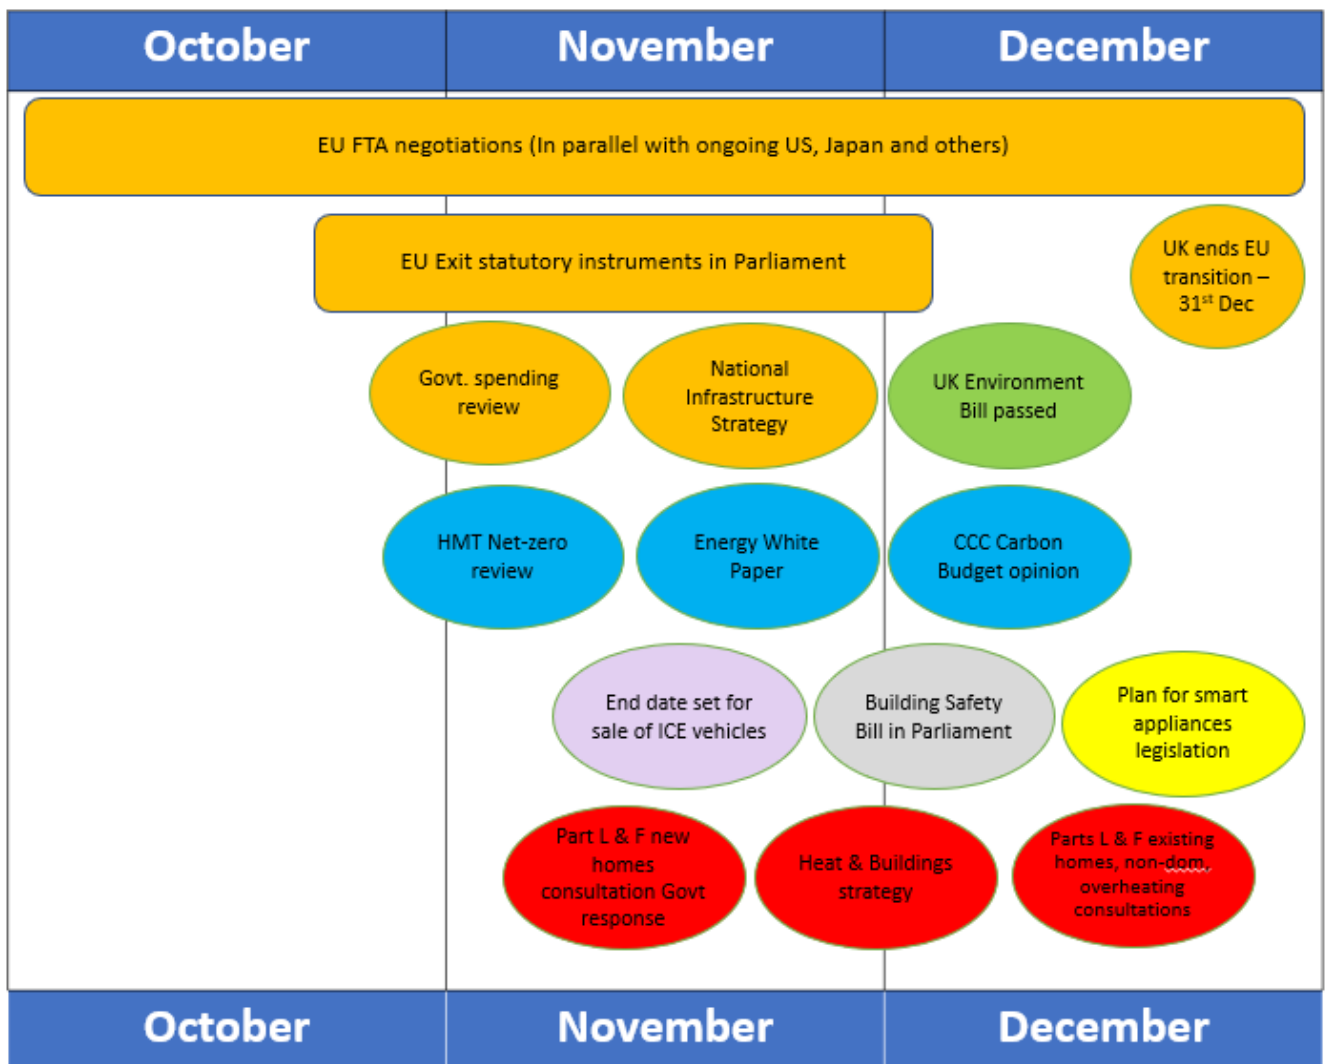 October
November
December
EU FTA negotiations (In parallel with ongoing US, Japan and others)
EU Exit statutory instruments in Parliament
UK ends EU
transition –
31st Dec
Govt. spending
review
National
Infrastructure
Strategy
UK Environment
Bill passed
HMT Net-zero
review
Energy White
Paper
CCC Carbon
Budget opinion
End date set for
sale of ICE vehicles
Building Safety
Bill in Parliament
Plan for smart
appliances
legislation
Part L & F new
homes
consultation Govt
response
Heat & Buildings
strategy
Parts L & F existing
homes, non-dom,
overheating
consultations
October
November
December